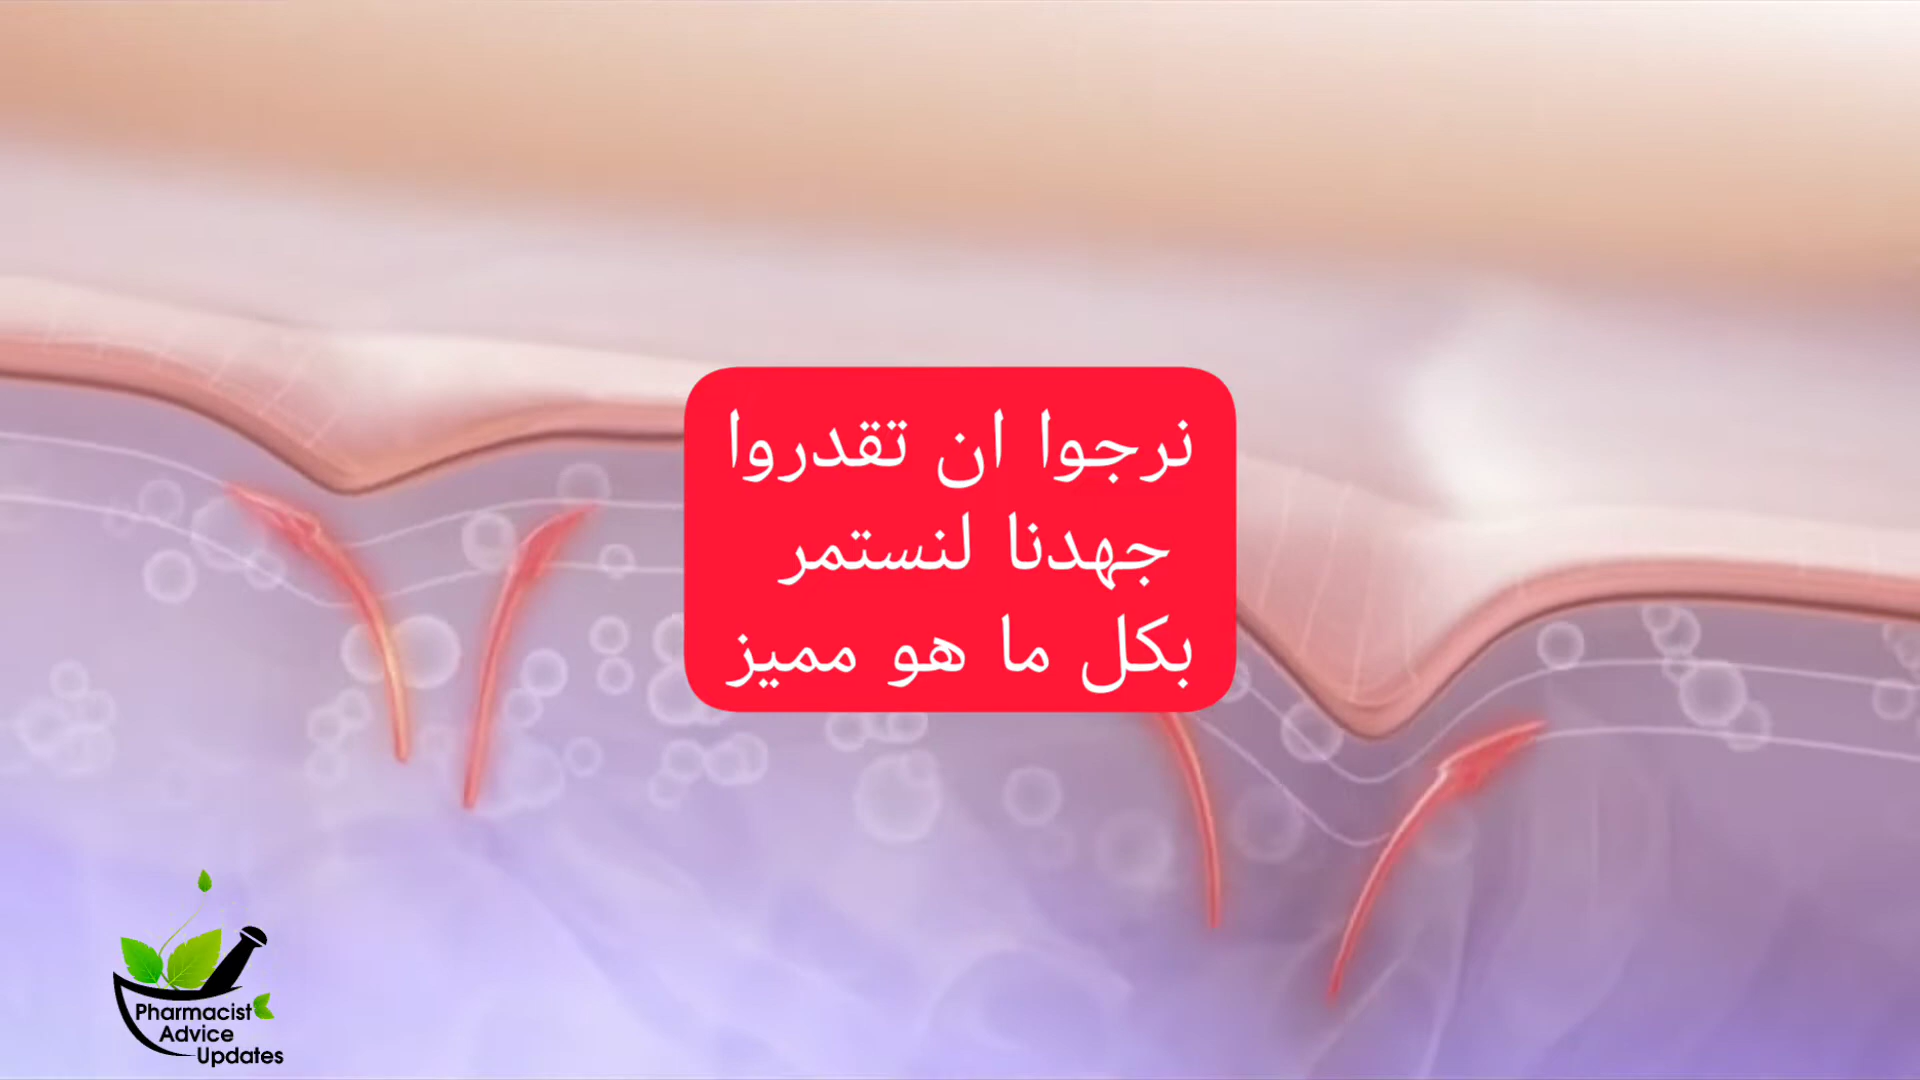 نرجوا ان تقدروا
جهدنا لنستمر
بكل ما هو مميز
Pharmacist
Advice
Updates